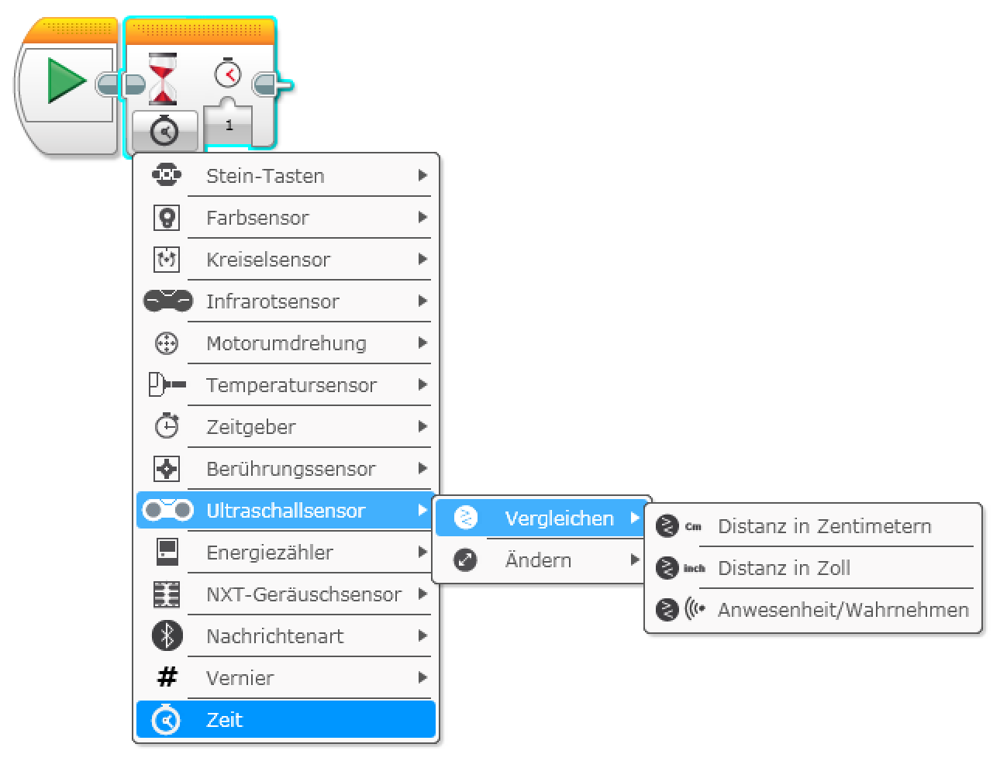 1
Stein-Tasten
Farbsensor
Kreiselsensor
Infrarotsensor
Motorumdrehung
Temperatursensor
Zeitgeber
Berührungssensor
Ultraschallsensor
Energiezähler
NXT-Geräuschsensor
Nachrichtenart
# Vernier
Zeit
Vergleichen
Ändern
cm Distanz in Zentimetern
inch Distanz in Zoll
Anwesenheit/Wahrnehmen